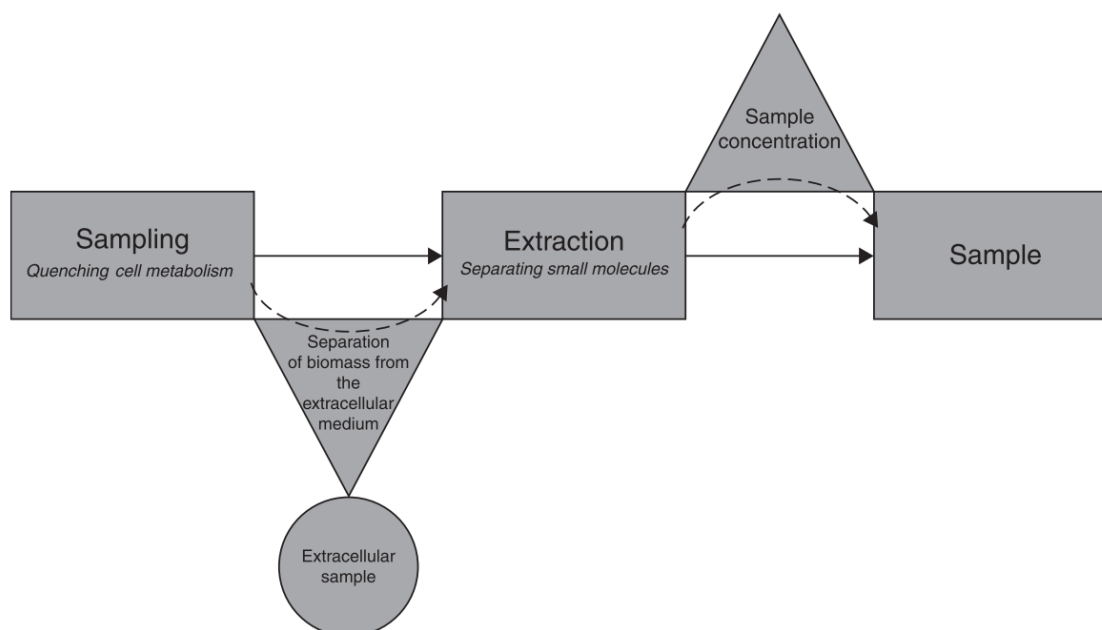 Sampling
Quenching cell metabolism
Separation
of biomass from
the
extracellular
medium
Extracellular
sample
Extraction
Separating small molecules
Sample
concentration
Sample